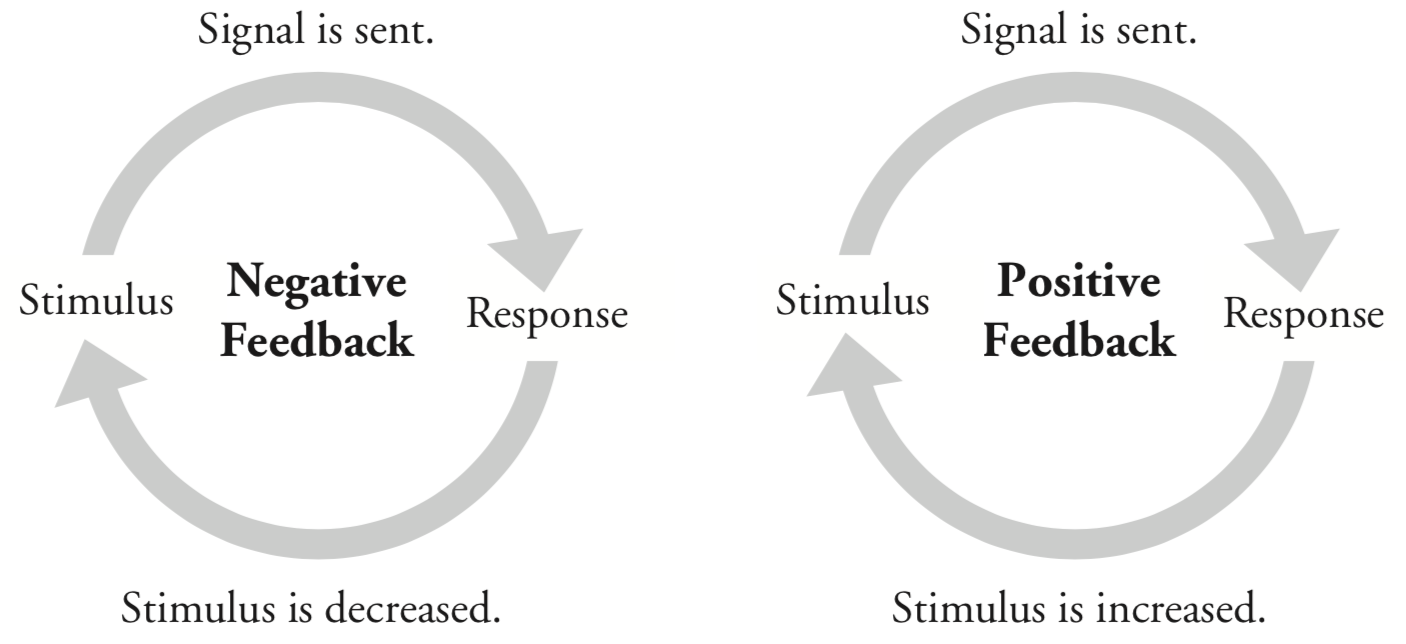 Signal is sent.
Stimulus
Negative
Feedback
Response
Stimulus is decreased.
Signal is sent.
Stimulus
Positive
Feedback
Response
Stimulus is increased.